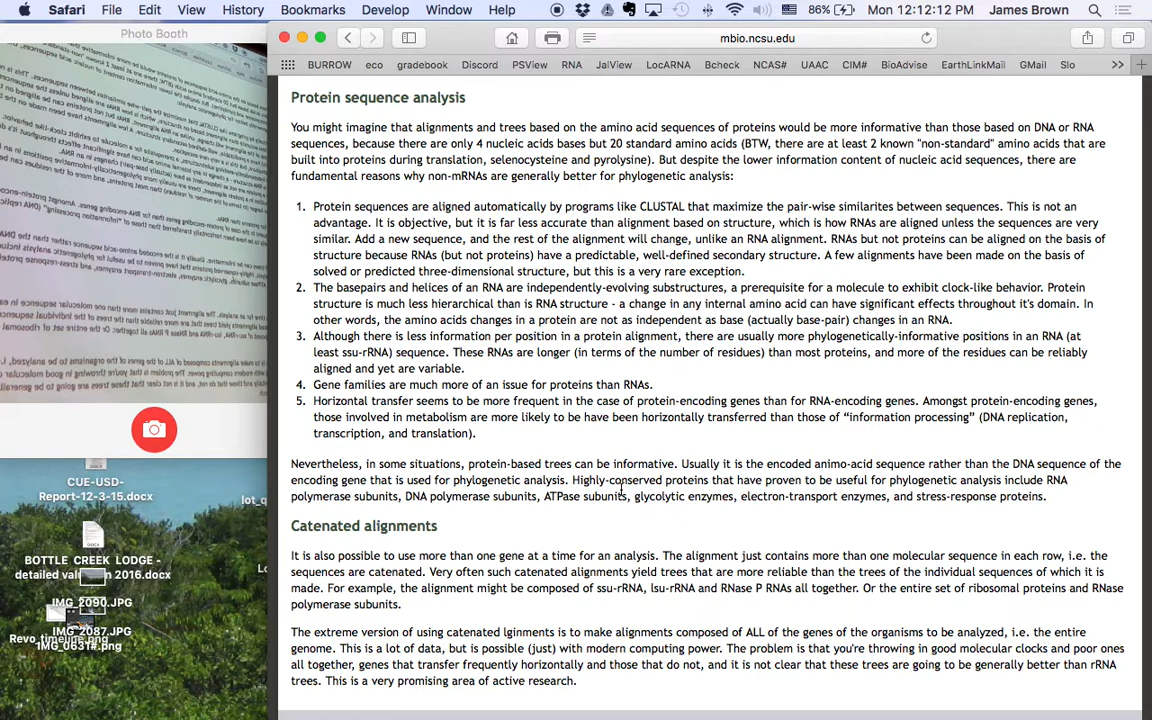 Safari File Edit View History Bookmarks Develop Window Help 86% Mon 12:12:12 PM James Brown
Photo Booth
mbio.ncsu.edu
BURROW eco gradebook Discord PSView RNA JalView LocARNA Bcheck NCAS# UAAC CIM# BioAdvise EarthLinkMail GMail Slo >>
Protein sequence analysis
You might imagine that alignments and trees based on the amino acid sequences of proteins would be more informative than those based on DNA or RNA
sequences, because there are only 4 nucleic acids bases but 20 standard amino acids (BTW, there are at least 2 known "non-standard" amino acids that are
built into proteins during translation, selenocysteine and pyrolysine). But despite the lower information content of nucleic acid sequences, there are
fundamental reasons why non-mRNAs are generally better for phylogenetic analysis:
1. Protein sequences are aligned automatically by programs like CLUSTAL that maximize the pair-wise similarites between sequences. This is not an
advantage. It is objective, but it is far less accurate than alignment based on structure, which is how RNAs are aligned unless the sequences are very
similar. Add a new sequence, and the rest of the alignment will change, unlike an RNA alignment. RNAs but not proteins can be aligned on the basis of
structure because RNAs (but not proteins) have a predictable, well-defined secondary structure. A few alignments have been made on the basis of
solved or predicted three-dimensional structure, but this is a very rare exception.
2. The basepairs and helices of an RNA are independently-evolving substructures, a prerequisite for a molecule to exhibit clock-like behavior. Protein
structure is much less hierarchical than is RNA structure - a change in any internal amino acid can have significant effects throughout it's domain. In
other words, the amino acids changes in a protein are not as independent as base (actually base-pair) changes in an RNA.
3. Although there is less information per position in a protein alignment, there are usually more phylogenetically-informative positions in an RNA (at
least ssu-rRNA) sequence. These RNAs are longer (in terms of the number of residues) than most proteins, and more of the residues can be reliably
aligned and yet are variable.
4. Gene families are much more of an issue for proteins than RNAs.
5. Horizontal transfer seems to be more frequent in the case of protein-encoding genes than for RNA-encoding genes. Amongst protein-encoding genes,
those involved in metabolism are more likely to be have been horizontally transferred than those of “information processing” (DNA replication,
transcription, and translation).
Nevertheless, in some situations, protein-based trees can be informative. Usually it is the encoded animo-acid sequence rather than the DNA sequence of the
encoding gene that is used for phylogenetic analysis. Highly-conserved proteins that have proven to be useful for phylogenetic analysis include RNA
polymerase subunits, DNA polymerase subunits, ATPase subunits, glycolytic enzymes, electron-transport enzymes, and stress-response proteins.
Catenated alignments
It is also possible to use more than one gene at a time for an analysis. The alignment just contains more than one molecular sequence in each row, i.e. the
sequences are catenated. Very often such catenated alignments yield trees that are more reliable than the trees of the individual sequences of which it is
made. For example, the alignment might be composed of ssu-rRNA, lsu-rRNA and RNase P RNAs all together. Or the entire set of ribosomal proteins and RNase
polymerase subunits.
The extreme version of using catenated lginments is to make alignments composed of ALL of the genes of the organisms to be analyzed, i.e. the entire
genome. This is a lot of data, but is possible (just) with modern computing power. The problem is that you're throwing in good molecular clocks and poor ones
all together, genes that transfer frequently horizontally and those that do not, and it is not clear that these trees are going to be generally better than rRNA
trees. This is a very promising area of active research.
DOCX
CUE-USD-
Report-12-3-15.docx
DOCX
BOTTLE CREEK LODGE -
2016.docx
IMG_2090.JPG
IMG_2087.JPG